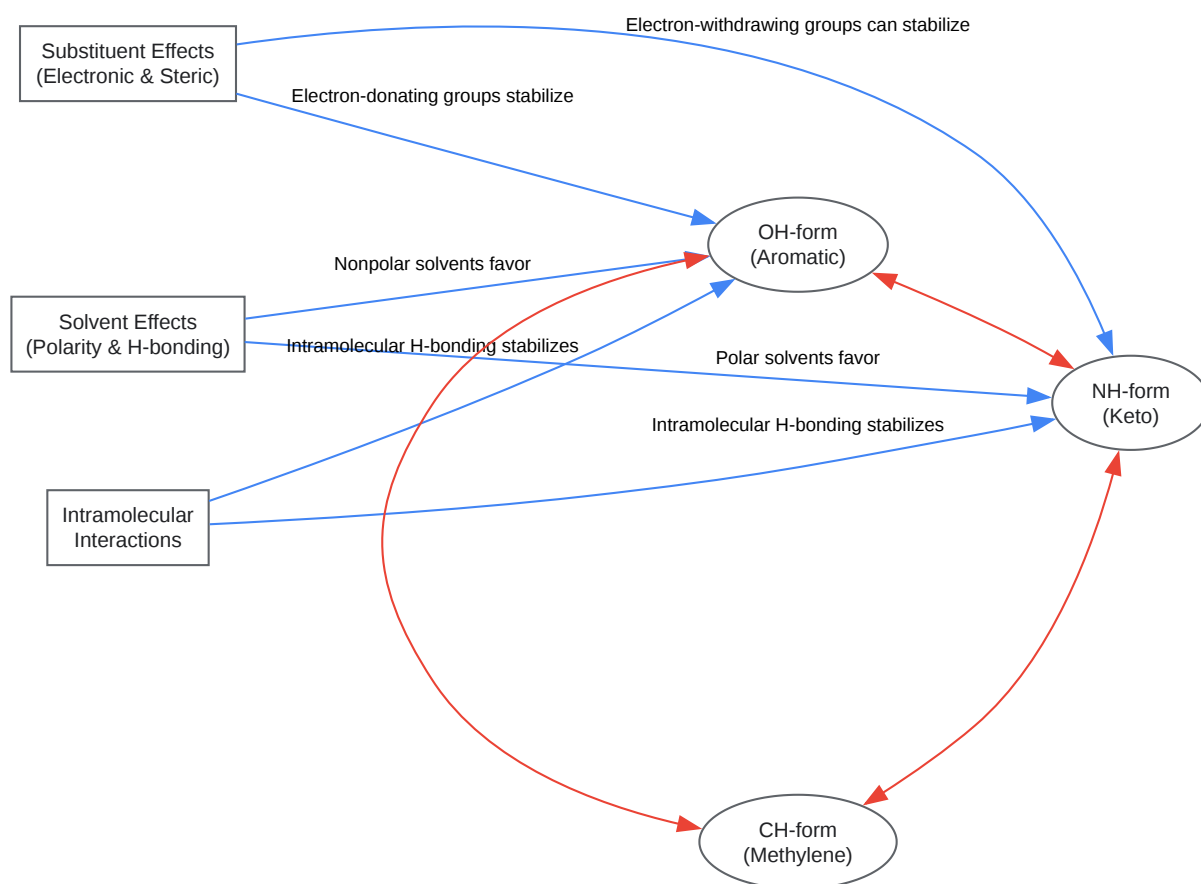 Electron-withdrawing groups can stabilize
Substituent Effects
(Electronic & Steric)
Electron-donating groups stabilize
OH-form
(Aromatic)
Nonpolar solvents favor
Solvent Effects
(Polarity & H-bonding)
Intramolecular H-bonding stabilizes
Polar solvents favor
NH-form
(Keto)
Intramolecular H-bonding stabilizes
Intramolecular
Interactions
CH-form
(Methylene)